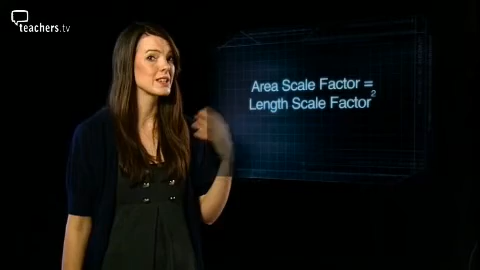 teachers.tv
Area Scale Factor =
Length Scale Factor²